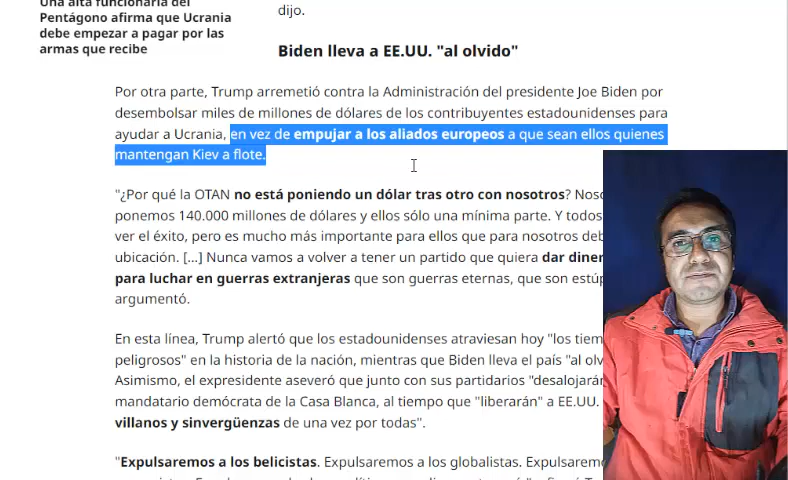 Una alta funcionaria del
Pentágono afirma que Ucrania
debe empezar a pagar por las
armas que recibe
dijo.
Biden lleva a EE.UU. "al olvido"
Por otra parte, Trump arremetió contra la Administración del presidente Joe Biden por
desembolsar miles de millones de dólares de los contribuyentes estadounidenses para
ayudar a Ucrania, en vez de empujar a los aliados europeos a que sean ellos quienes
mantengan Kiev a flote.
"¿Por qué la OTAN no está poniendo un dólar tras otro con nosotros?
ponemos 140.000 millones de dólares y ellos sólo una mínima parte. Y todos
ver el éxito, pero es mucho más importante para ellos que para nosotros
ubicación. [...] Nunca vamos a volver a tener un partido que quiera dar
para luchar en guerras extranjeras que son guerras eternas, que son
argumentó.
En esta línea, Trump alertó que los estadounidenses atraviesan hoy "los
peligrosos" en la historia de la nación, mientras que Biden lleva el país "al
Asimismo, el expresidente aseveró que junto con sus partidarios
mandatario demócrata de la Casa Blanca, al tiempo que "liberarán" a EE.UU.
villanos y sinvergüenzas de una vez por todas".
"Expulsaremos a los belicistas. Expulsaremos a los globalistas. Expulsaremos